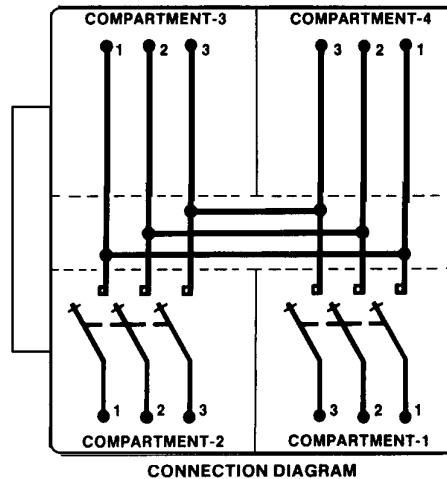 COMPARTMENT-3 COMPARTMENT-4
1 2 3 3 2 1
1 2 3 3 2 1
COMPARTMENT-2 COMPARTMENT-1
CONNECTION DIAGRAM